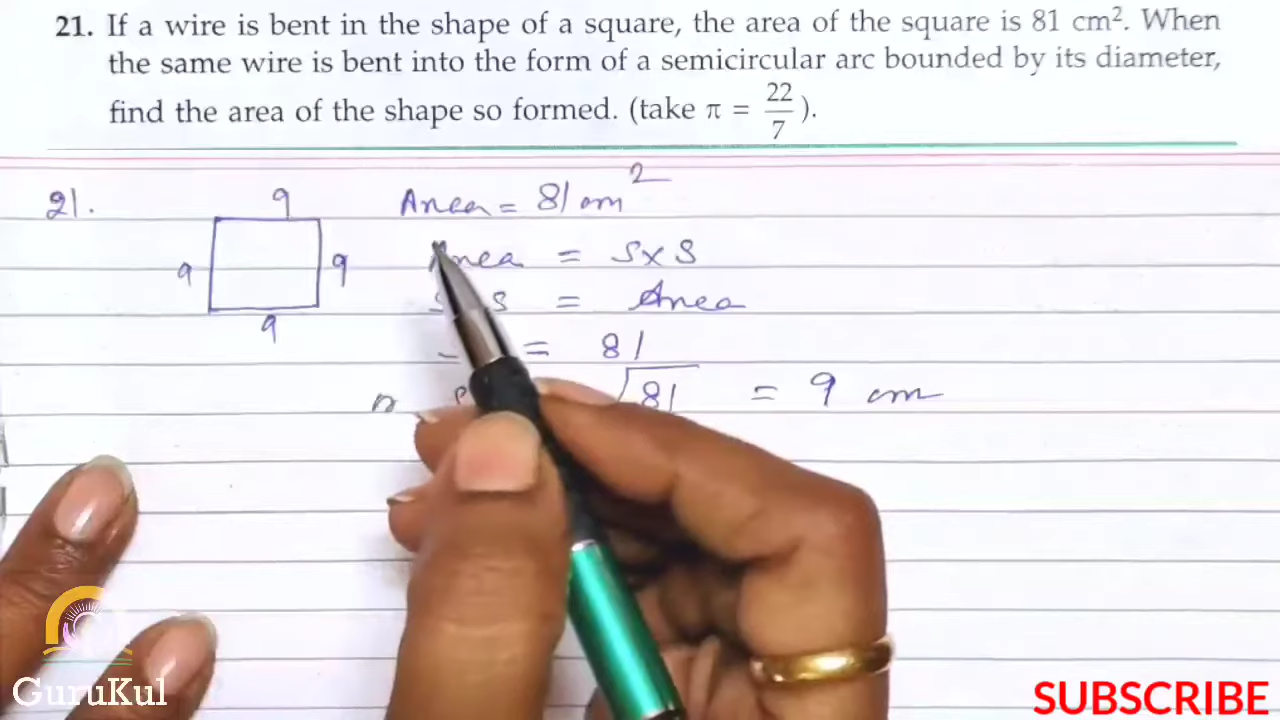 21. If a wire is bent in the shape of a square, the area of the square is 81 cm². When
the same wire is bent into the form of a semicircular arc bounded by its diameter,
find the area of the shape so formed. (take π = 22/7).
21.
9
9
9
9
Area = 81 cm²
Area = S×S
S = Area
= 81
√81 = 9 cm
GuruKul
SUBSCRIBE